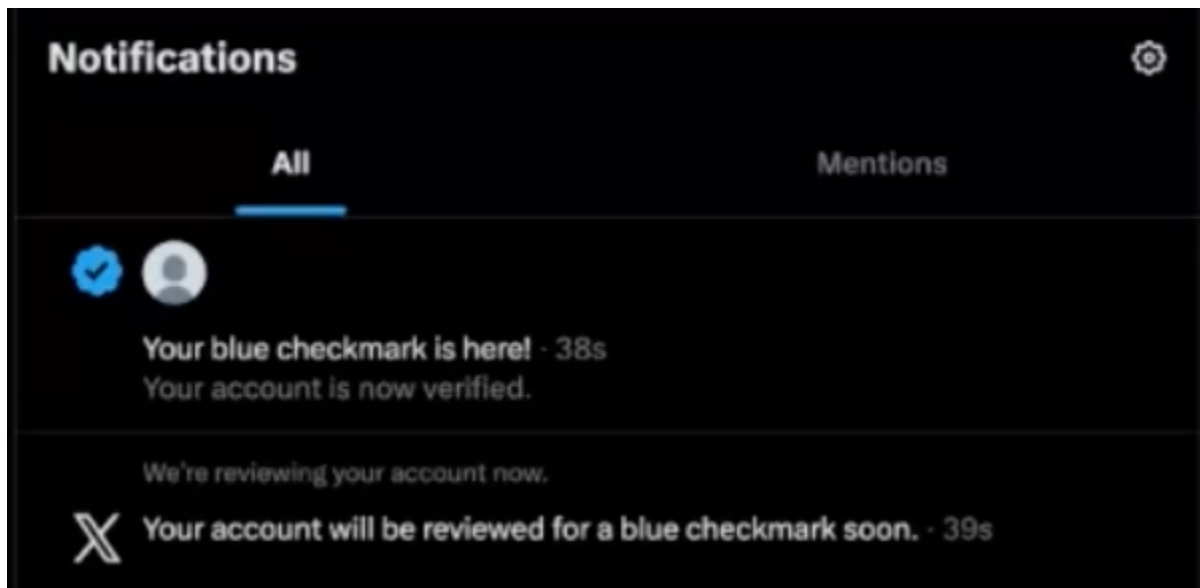 Notifications
All
Mentions
Your blue checkmark is here! · 38s
Your account is now verified.
We're reviewing your account now.
Your account will be reviewed for a blue checkmark soon. · 39s